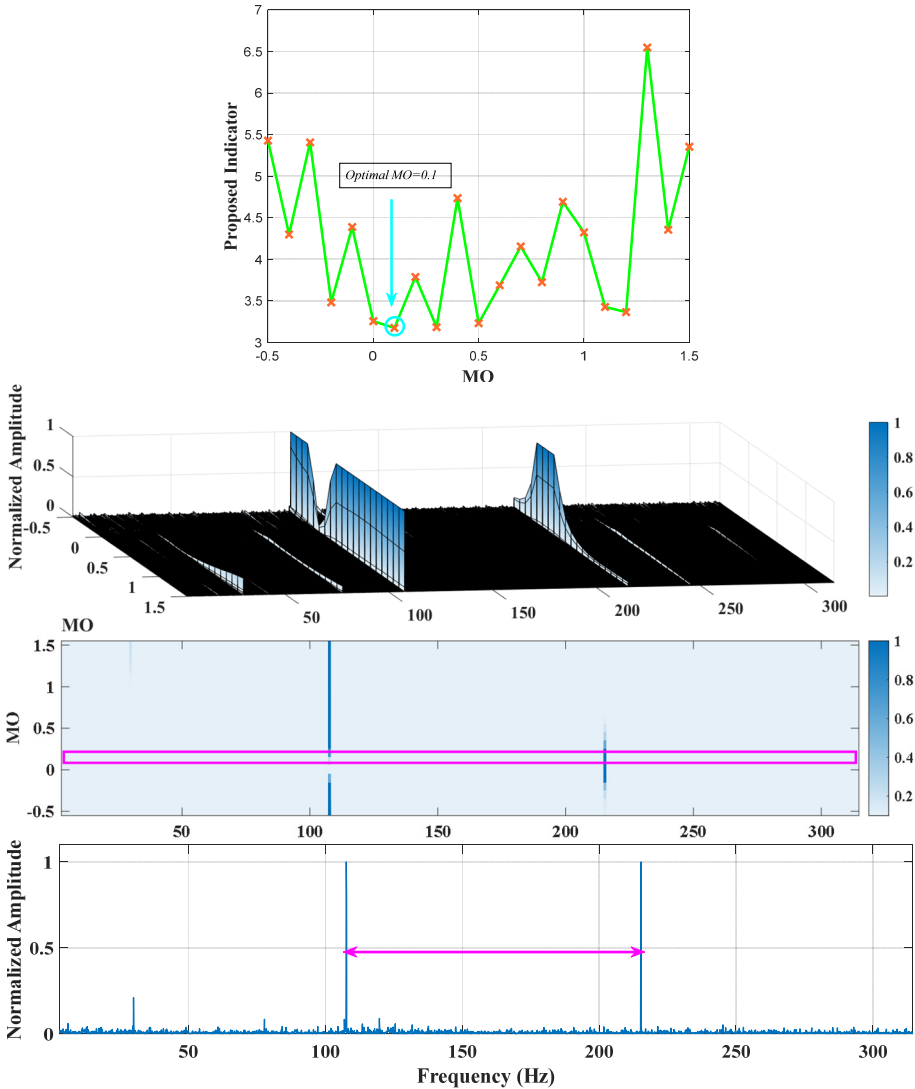 7
6.5
6
5.5
5
4.5
4
3.5
3
Proposed Indicator
Optimal MO=0.1
-0.5 0 0.5 1 1.5
MO
Normalized Amplitude
1
0.5
0
-0.5
0
0.5
1
1.5
MO
50 100 150 200 250 300
1
0.8
0.6
0.4
0.2
MO
1.5
1
0.5
0
-0.5
50 100 150 200 250 300
1
0.8
0.6
0.4
0.2
Normalized Amplitude
1
0.5
0
50 100 150 200 250 300
Frequency (Hz)